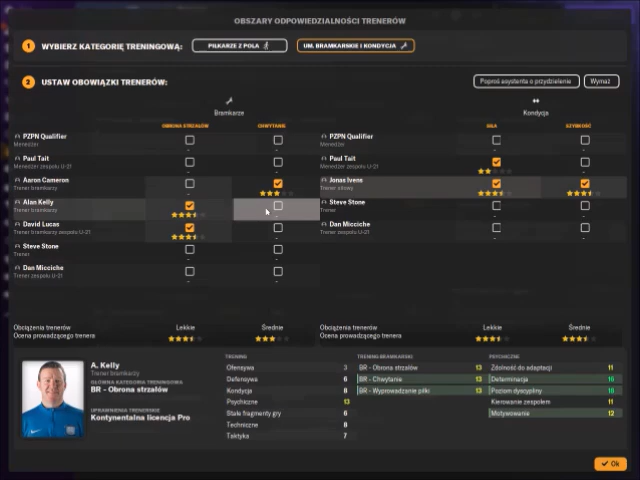 OBSZARY ODPOWIEDZIALNOŚCI TRENERÓW
1 WYBIERZ KATEGORIĘ TRENINGOWĄ: PIŁKARZE Z POLA UM. BRAMKARSKIE I KONDYCJA
2 USTAW OBOWIĄZKI TRENERÓW: Poproś asystenta o przydzielenie Wymaż
Bramkarze Kondycja
OBRONA STRZAŁÓW CHWYTANIE SIŁA SZYBKOŚĆ
PZPN Qualifier PZPN Qualifier
Menedżer Menedżer
Paul Tait Paul Tait
Menedżer zespołu U-21 Menedżer zespołu U-21
Aaron Cameron Jonas Ivens
Trener bramkarzy Trener siłowy
Alan Kelly Steve Stone
Trener bramkarzy Trener
David Lucas Dan Micciche
Trener bramkarzy zespołu U-21 Trener zespołu U-21
Steve Stone
Trener
Dan Micciche
Trener zespołu U-21
Obciążenia trenerów Lekkie Średnie Obciążenia trenerów Lekkie Średnie
Ocena prowadzącego trenera Ocena prowadzącego trenera
A. Kelly
Trener bramkarzy
GŁÓWNA KATEGORIA TRENINGOWA
BR - Obrona strzałów
UPRAWNIENIA TRENERSKIE
Kontynentalna licencja Pro
TRENING
Ofensywa 3
Defensywa 6
Kondycja 8
Psychiczne 13
Stałe fragmenty gry 6
Techniczne 8
Taktyka 7
TRENING BRAMKARSKI
BR - Obrona strzałów 13
BR - Chwytanie 13
BR - Wyprowadzanie piłki 13
PSYCHICZNE
Zdolność do adaptacji 11
Determinacja
Poziom dyscypliny
Kierowanie zespołem 11
Motywowanie 12
Ok